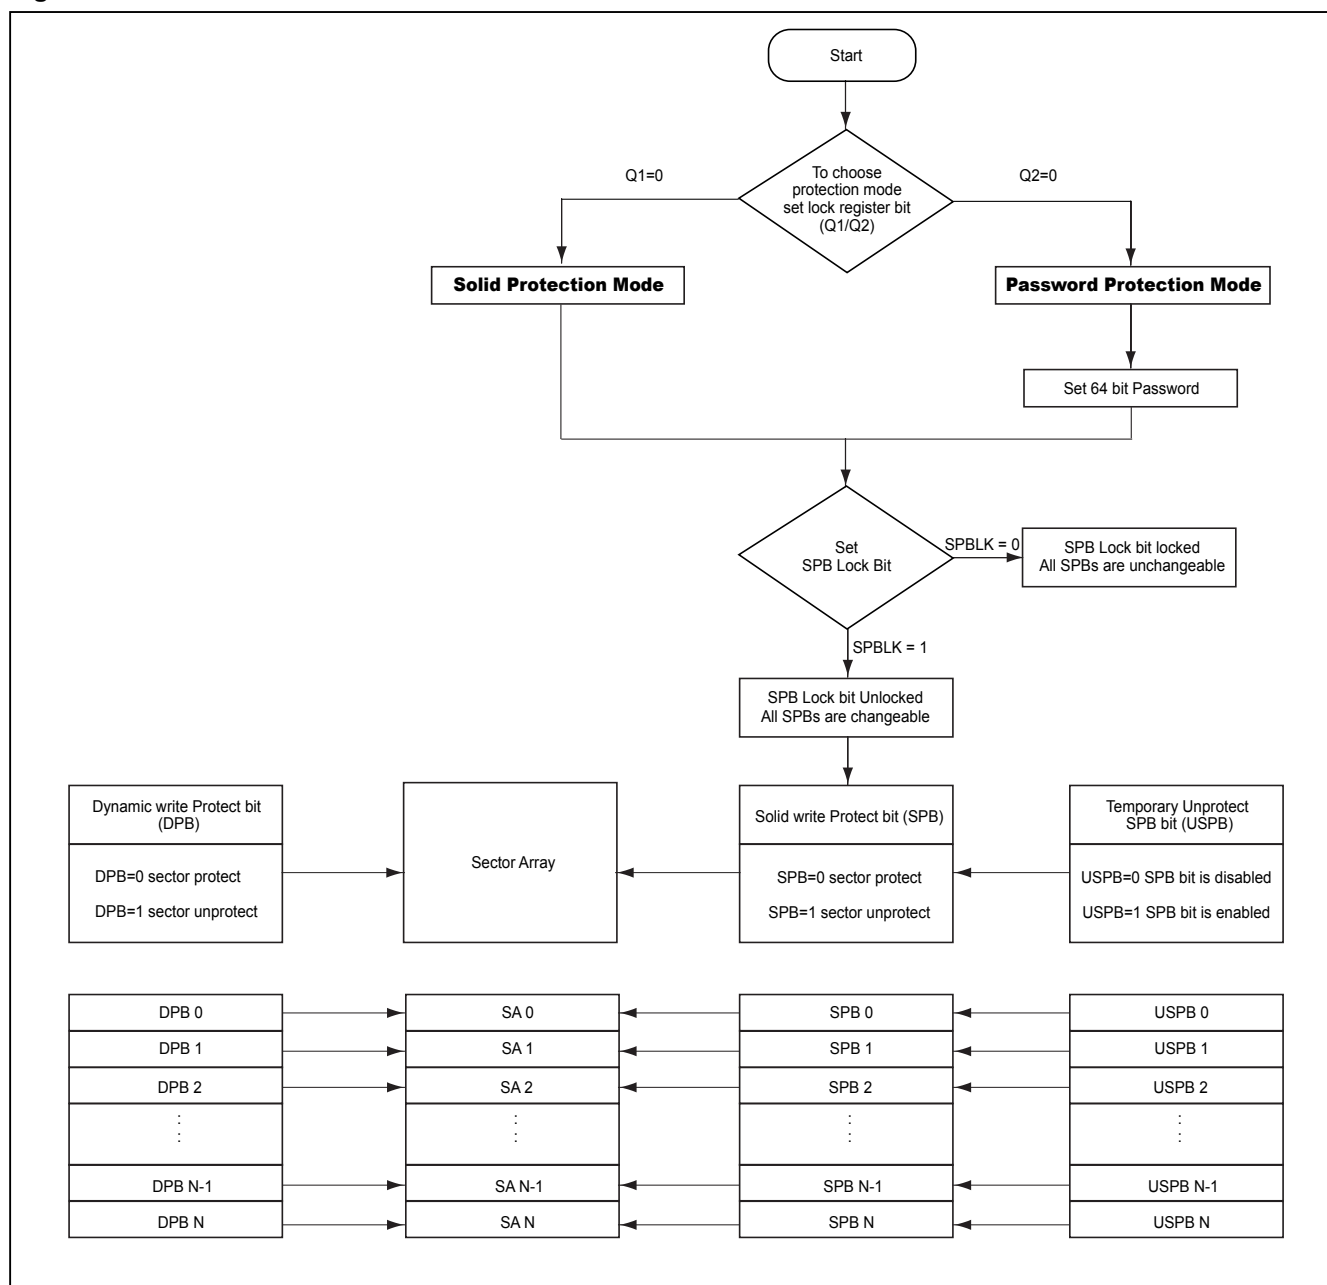 Start
To choose
protection mode
set lock register bit
(Q1/Q2)
Q1=0
Q2=0
Solid Protection Mode
Password Protection Mode
Set 64 bit Password
Set
SPB Lock Bit
SPBLK = 0
SPB Lock bit locked
All SPBs are unchangeable
SPBLK = 1
SPB Lock bit Unlocked
All SPBs are changeable
Dynamic write Protect bit
(DPB)
DPB=0 sector protect
DPB=1 sector unprotect
Sector Array
Solid write Protect bit (SPB)
SPB=0 sector protect
SPB=1 sector unprotect
Temporary Unprotect
SPB bit (USPB)
USPB=0 SPB bit is disabled
USPB=1 SPB bit is enabled
DPB 0
SA 0
SPB 0
USPB 0
DPB 1
SA 1
SPB 1
USPB 1
DPB 2
SA 2
SPB 2
USPB 2
DPB N-1
SA N-1
SPB N-1
USPB N-1
DPB N
SA N
SPB N
USPB N